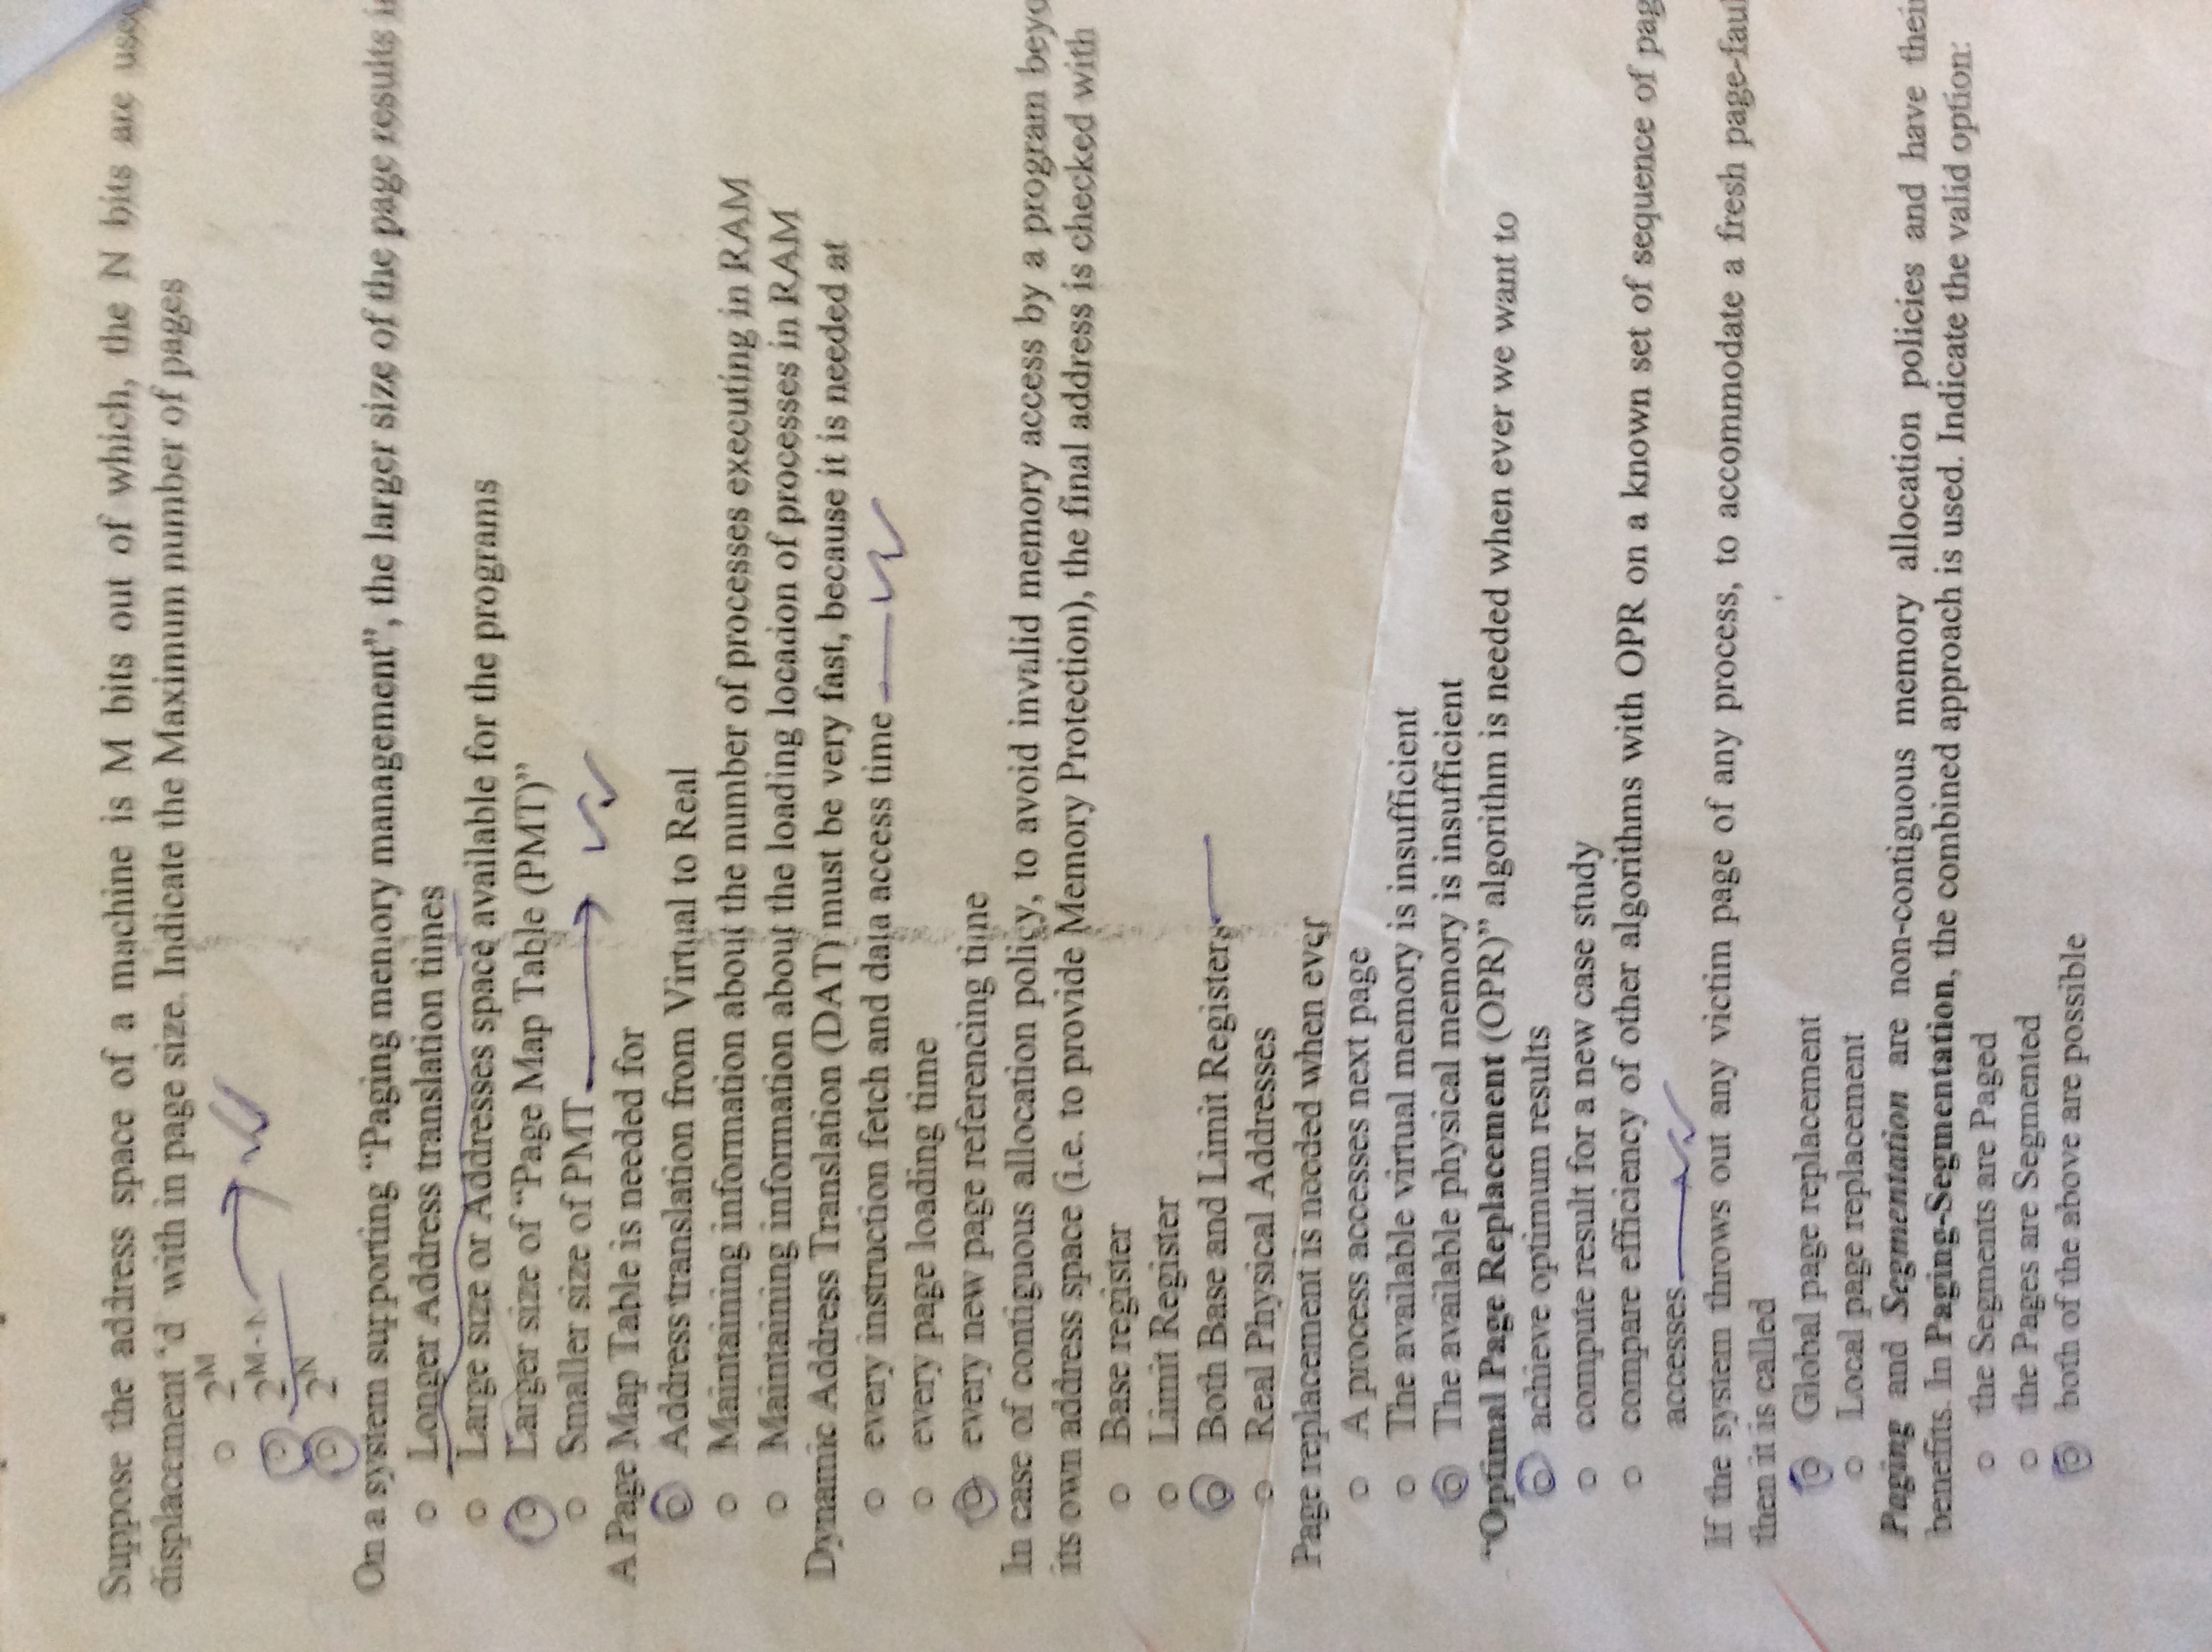 Suppose the address space of a machine is M bits out of which, the N bits are
displacement ‘d’ with in page size. Indicate the Maximum number of pages
○ 2^M
○ 2^M-N
○ 2^N
On a system supporting “Paging memory management”, the larger size of the page results
○ Longer Address translation times
○ Large size or Addresses space available for the programs
○ Larger size of “Page Map Table (PMT)”
○ Smaller size of PMT
A Page Map Table is needed for
○ Address translation from Virtual to Real
○ Maintaining information about the number of processes executing in RAM
○ Maintaining information about the loading location of processes in RAM
Dynamic Address Translation (DAT) must be very fast, because it is needed at
○ every instruction fetch and data access time
○ every page loading time
○ every new page referencing time
In case of contiguous allocation policy, to avoid invalid memory access by a program
its own address space (i.e. to provide Memory Protection), the final address is checked with
○ Base register
○ Limit Register
○ Both Base and Limit Registers
○ Real Physical Addresses
Page replacement is needed when ever
○ A process accesses next page
○ The available virtual memory is insufficient
○ The available physical memory is insufficient
“Optimal Page Replacement (OPR)” algorithm is needed when ever we want to
○ achieve optimum results
○ compute result for a new case study
○ compare efficiency of other algorithms with OPR on a known set of sequence of
accesses
If the system throws out any victim page of any process, to accommodate a fresh
then it is called
○ Global page replacement
○ Local page replacement
Paging and Segmentation are non-contiguous memory allocation policies and have their
benefits. In Paging-Segmentation, the combined approach is used. Indicate the valid option:
○ the Segments are Paged
○ the Pages are Segmented
○ both of the above are possible